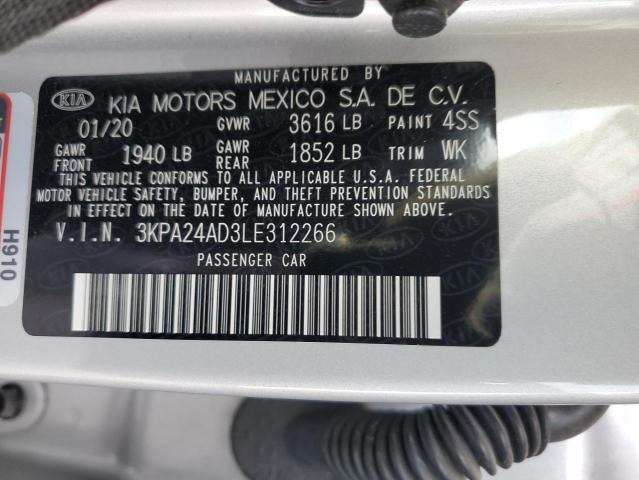 MANUFACTURED BY
KIA KIA MOTORS MEXICO S.A. DE C.V.
01/20 GVWR 3616 LB PAINT 4SS
GAWR FRONT 1940 LB GAWR REAR 1852 LB TRIM WK
THIS VEHICLE CONFORMS TO ALL APPLICABLE U.S.A. FEDERAL
MOTOR VEHICLE SAFETY, BUMPER, AND THEFT PREVENTION STANDARDS
IN EFFECT ON THE DATE OF MANUFACTURE SHOWN ABOVE.
V.I.N. 3KPA24AD3LE312266
PASSENGER CAR
H910